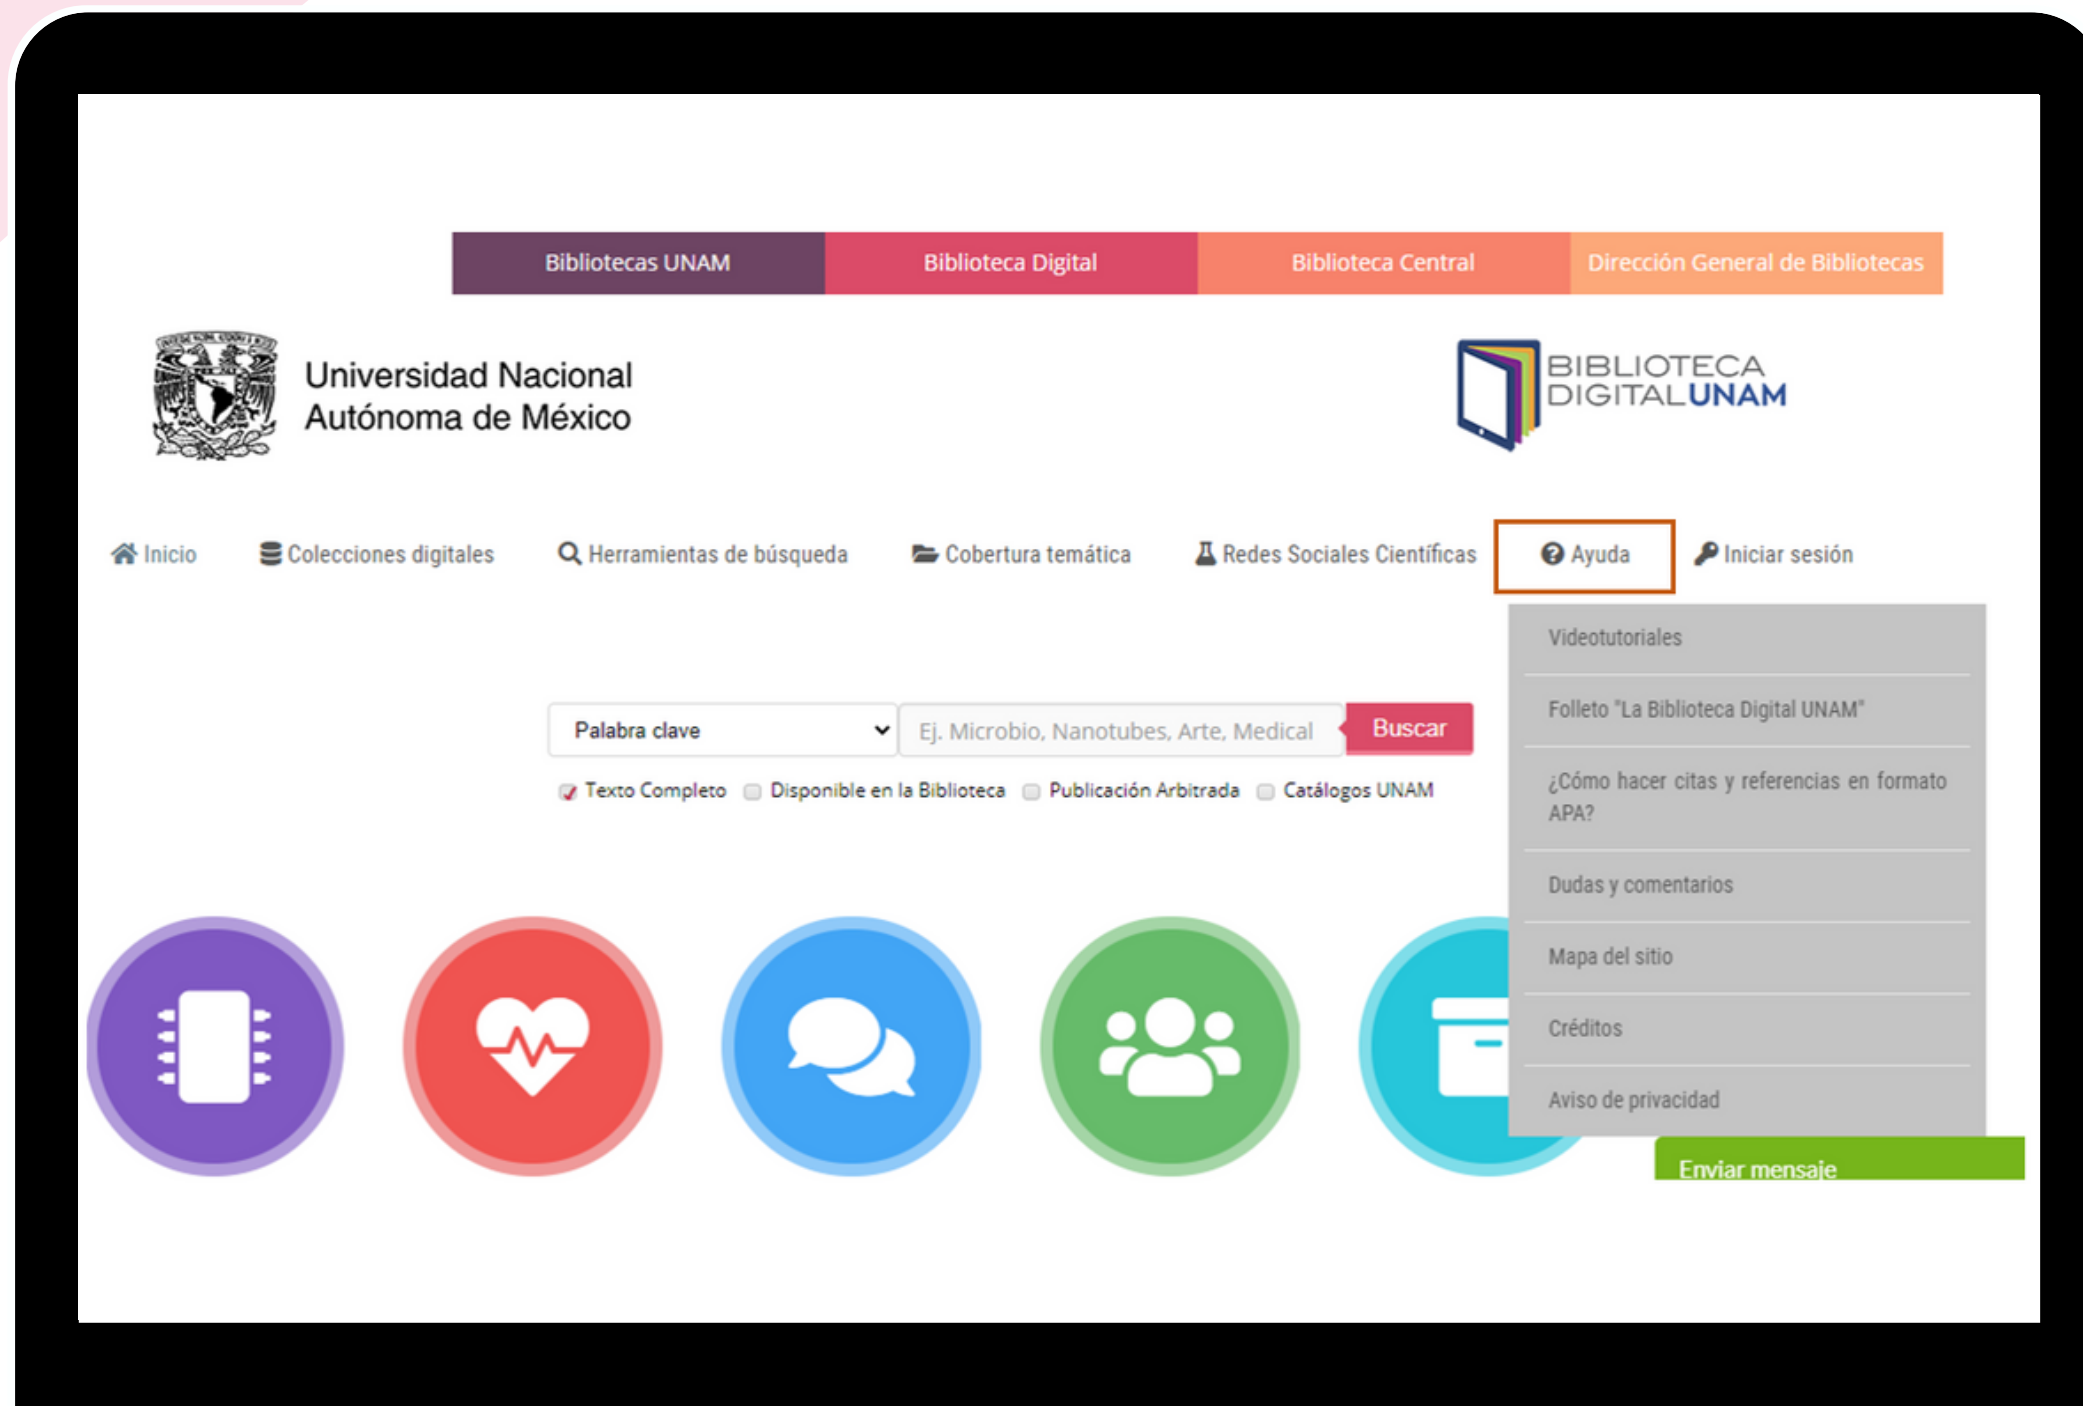 Bibliotecas UNAM
Biblioteca Digital
Biblioteca Central
Dirección General de Bibliotecas
Universidad Nacional
Autónoma de México
BIBLIOTECA
DIGITALUNAM
Inicio
Colecciones digitales
Herramientas de búsqueda
Cobertura temática
Redes Sociales Científicas
Ayuda
Iniciar sesión
Videotutoriales
Folleto "La Biblioteca Digital UNAM"
¿Cómo hacer citas y referencias en formato
APA?
Dudas y comentarios
Mapa del sitio
Créditos
Aviso de privacidad
Palabra clave
Ej. Microbio, Nanotubes, Arte, Medical
Buscar
Texto Completo
Disponible en la Biblioteca
Publicación Arbitrada
Catálogos UNAM
Enviar mensaje